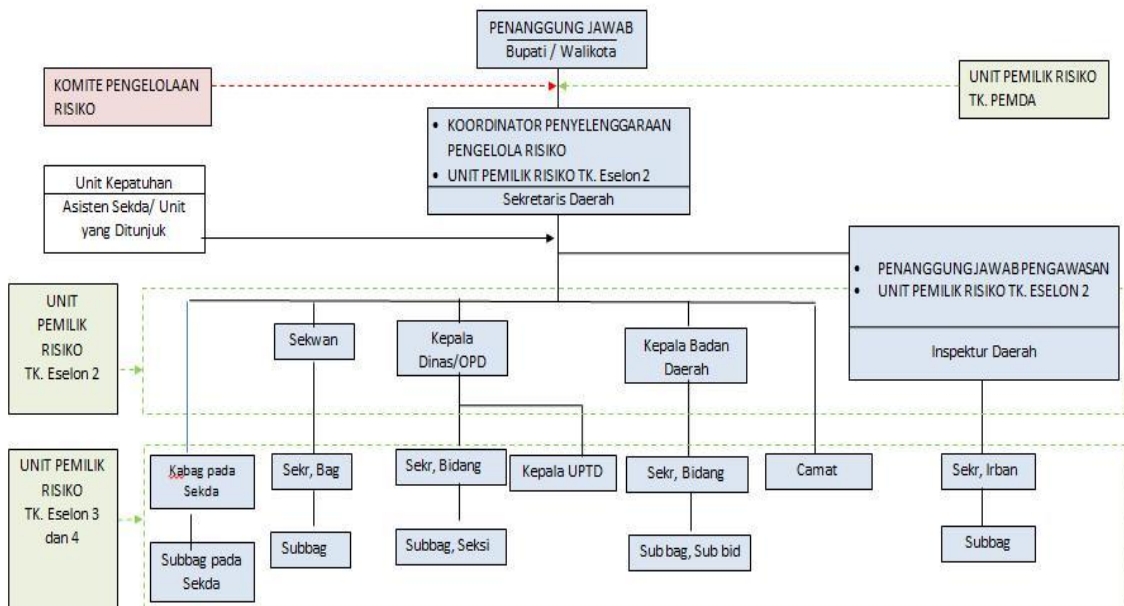 PENANGGUNG JAWAB
Bupati / Walikota
KOMITE PENGELOLAAN
RISIKO
UNIT PEMILIK RISIKO
TK. PEMDA
• KOORDINATOR PENYELENGGARAAN
PENGELOLA RISIKO
• UNIT PEMILIK RISIKO TK. Eselon 2
Sekretaris Daerah
Unit Kepatuhan
Asisten Sekda/ Unit
yang Ditunjuk
• PENANGGUNG JAWAB PENGAWASAN
• UNIT PEMILIK RISIKO TK. ESELON 2
Inspektur Daerah
UNIT
PEMILIK
RISIKO
TK. Eselon 2
Sekwan
Kepala
Dinas/OPD
Kepala Badan
Daerah
UNIT PEMILIK
RISIKO
TK. Eselon 3
dan 4
Kabag pada
Sekda
Sekr, Bag
Sekr, Bidang
Kepala UPTD
Sekr, Bidang
Camat
Sekr, Irban
Subbag pada
Sekda
Subbag
Subbag, Seksi
Sub bag, Sub bid
Subbag